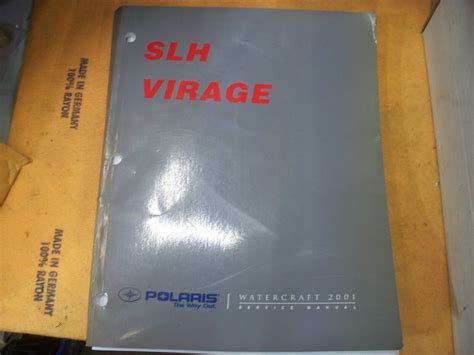 SLH
VIRAGE
MADE IN GERMANY
100% RAYON
MADE IN GERMANY
100% RAYON
POLARIS
The Way Out.
WATERCRAFT 2001
SERVICE MANUAL